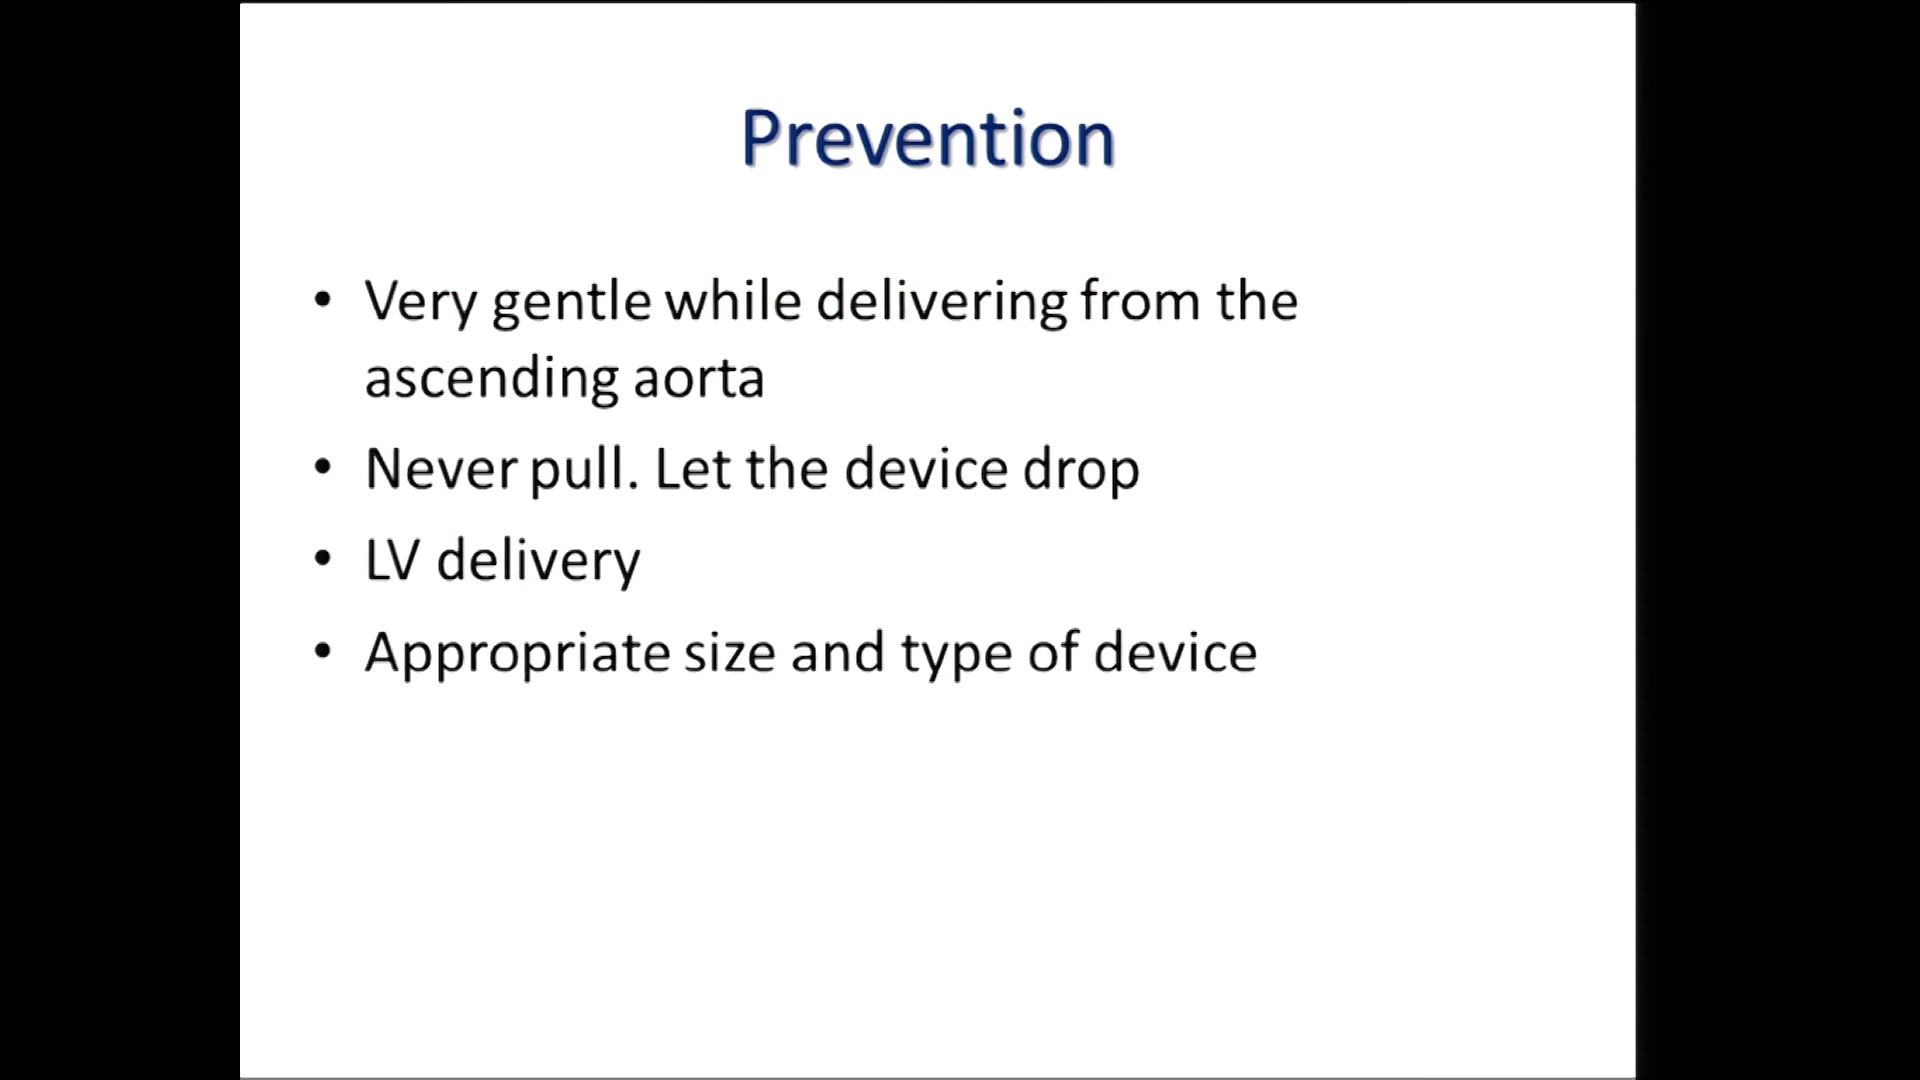 Prevention
• Very gentle while delivering from the
ascending aorta
• Never pull. Let the device drop
• LV delivery
• Appropriate size and type of device